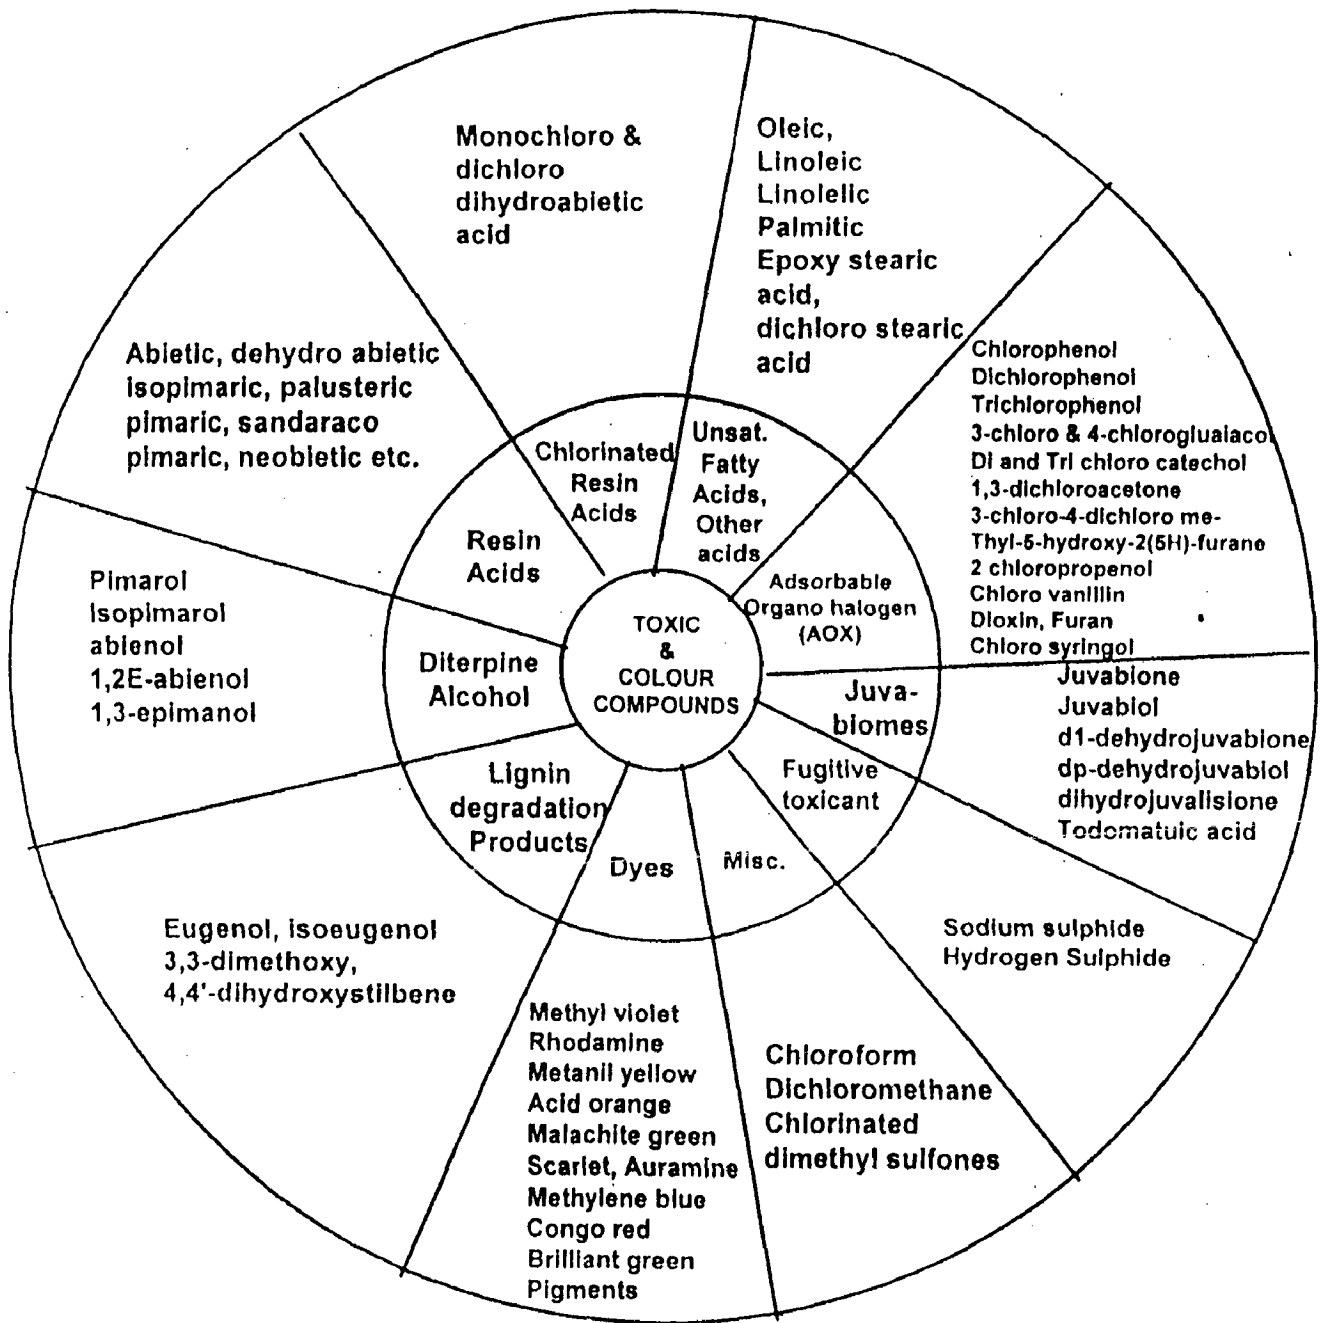 TOXIC
&
COLOUR
COMPOUNDS
Chlorinated
Resin
Acids
Monochloro &
dichloro
dihydroabietic
acid
Unsat.
Fatty
Acids,
Other
acids
Oleic,
Linoleic
Linolelic
Palmitic
Epoxy stearic
acid,
dichloro stearic
acid
Adsorbable
Organo halogen
(AOX)
Chlorophenol
Dichlorophenol
Trichlorophenol
3-chloro & 4-chlorogluaiacol
Di and Tri chloro catechol
1,3-dichloroacetone
3-chloro-4-dichloro me-
Thyl-5-hydroxy-2(5H)-furane
2 chloropropenol
Chloro vanillin
Dioxin, Furan
Chloro syringol
Juva-
biomes
Juvabione
Juvabiol
d1-dehydrojuvabione
dp-dehydrojuvabiol
dihydrojuvalisione
Todomatuic acid
Fugitive
toxicant
Sodium sulphide
Hydrogen Sulphide
Misc.
Chloroform
Dichloromethane
Chlorinated
dimethyl sulfones
Dyes
Methyl violet
Rhodamine
Metanil yellow
Acid orange
Malachite green
Scarlet, Auramine
Methylene blue
Congo red
Brilliant green
Pigments
Lignin
degradation
Products
Eugenol, isoeugenol
3,3-dimethoxy,
4,4'-dihydroxystilbene
Diterpine
Alcohol
Pimarol
Isopimarol
abienol
1,2E-abienol
1,3-epimanol
Resin
Acids
Abietic, dehydro abietic
isopimaric, palusteric
pimaric, sandaraco
pimaric, neobietic etc.